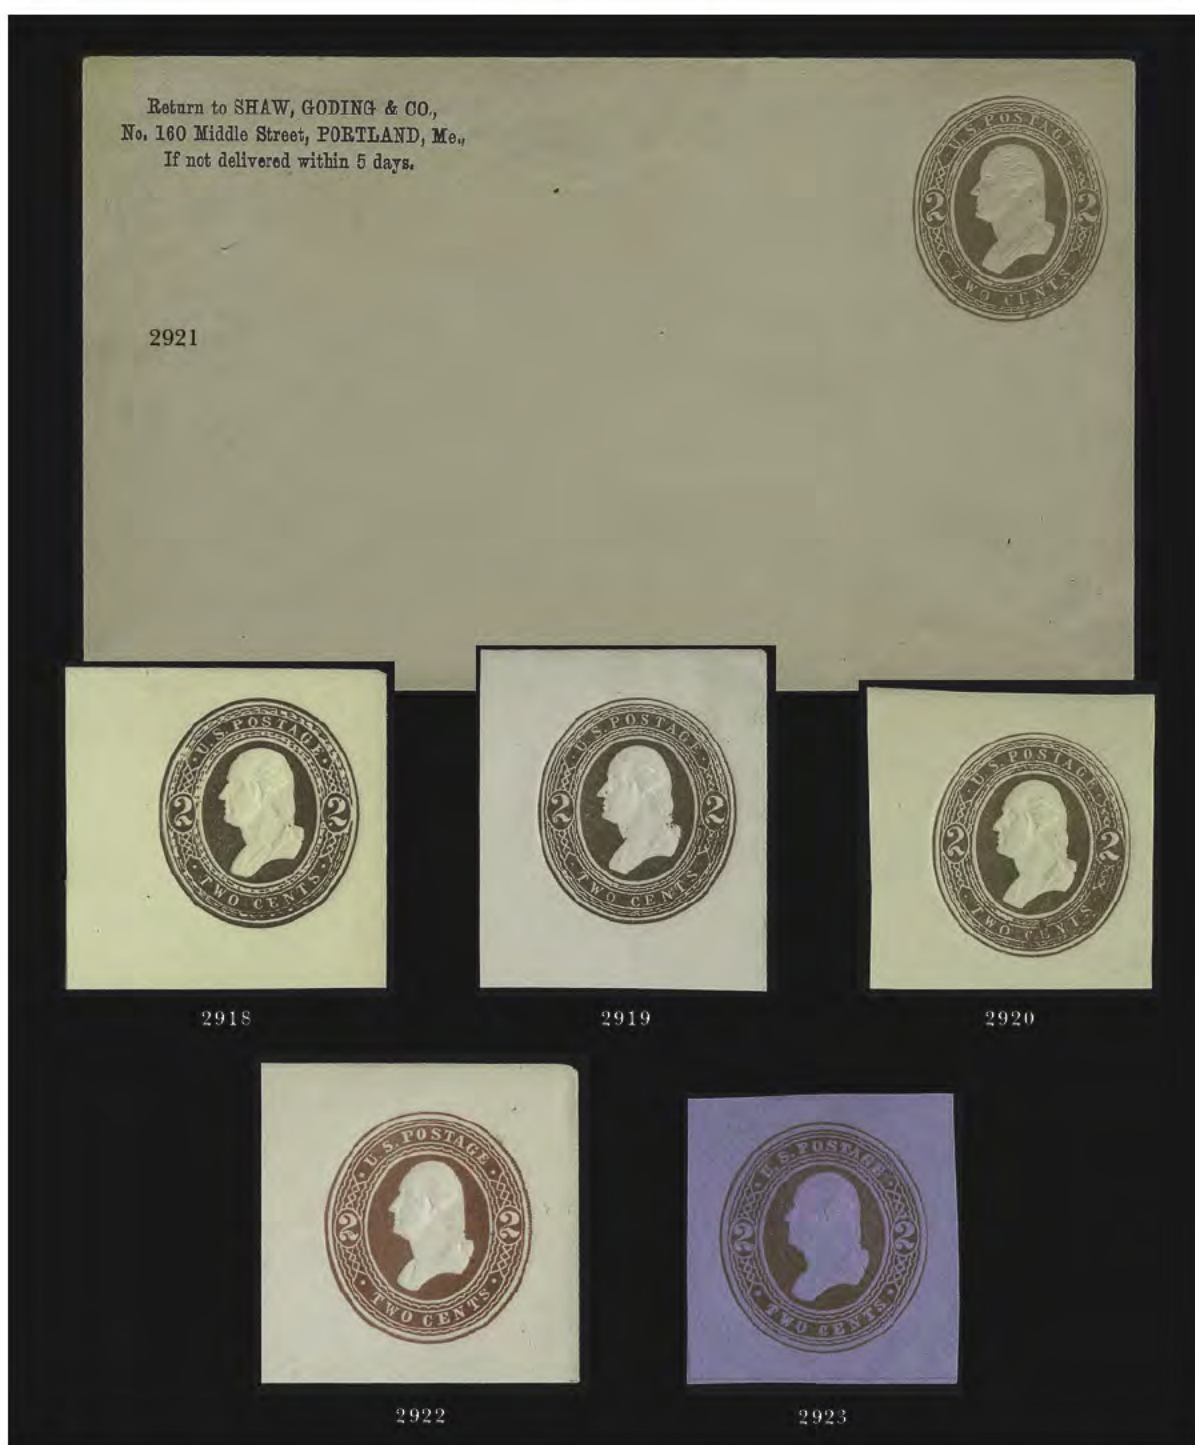 Return to SHAW, GODING & CO.,
No. 160 Middle Street, PORTLAND, Me.,
If not delivered within 5 days.
U.S. POSTAGE
2 2
TWO CENTS
2921
U.S. POSTAGE
2 2
TWO CENTS
2918
U.S. POSTAGE
2 2
TWO CENTS
2919
U.S. POSTAGE
2 2
TWO CENTS
2920
U.S. POSTAGE
2 2
TWO CENTS
2922
U.S. POSTAGE
2 2
TWO CENTS
2923